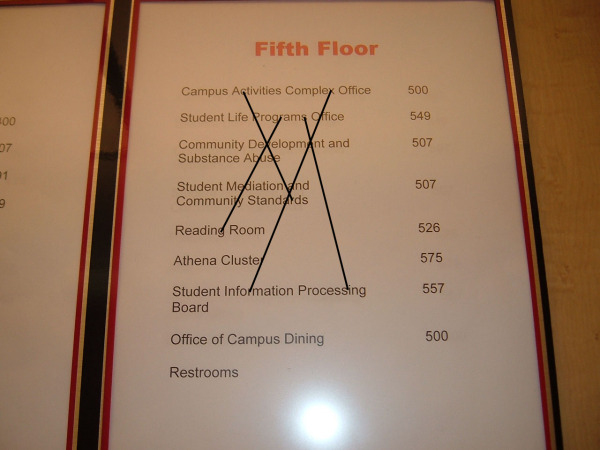 Fifth Floor
Campus Activities Complex Office 500
Student Life Programs Office 549
Community Development and 507
Substance Abuse
Student Mediation and 507
Community Standards
Reading Room 526
Athena Cluster 575
Student Information Processing 557
Board
Office of Campus Dining 500
Restrooms